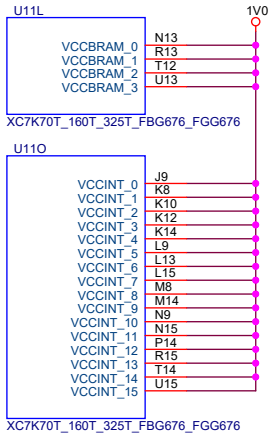 U11L 1V0
VCCBRAM_0 N13
VCCBRAM_1 R13
VCCBRAM_2 T12
VCCBRAM_3 U13
XC7K70T_160T_325T_FBG676_FGG676
U11O
VCCINT_0 J9
VCCINT_1 K8
VCCINT_2 K10
VCCINT_3 K12
VCCINT_4 K14
VCCINT_5 L9
VCCINT_6 L13
VCCINT_7 L15
VCCINT_8 M8
VCCINT_9 M14
VCCINT_10 N9
VCCINT_11 N15
VCCINT_12 P14
VCCINT_13 R15
VCCINT_14 T14
VCCINT_15 U15
XC7K70T_160T_325T_FBG676_FGG676